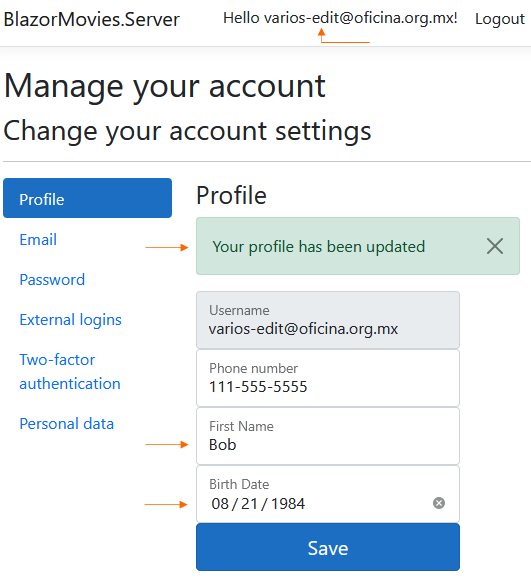 BlazorMovies.Server
Hello varios-edit@oficina.org.mx!
Logout
Manage your account
Change your account settings
Profile
Email
Password
External logins
Two-factor
authentication
Personal data
Profile
Your profile has been updated
Username
varios-edit@oficina.org.mx
Phone number
111-555-5555
First Name
Bob
Birth Date
08 / 21 / 1984
Save